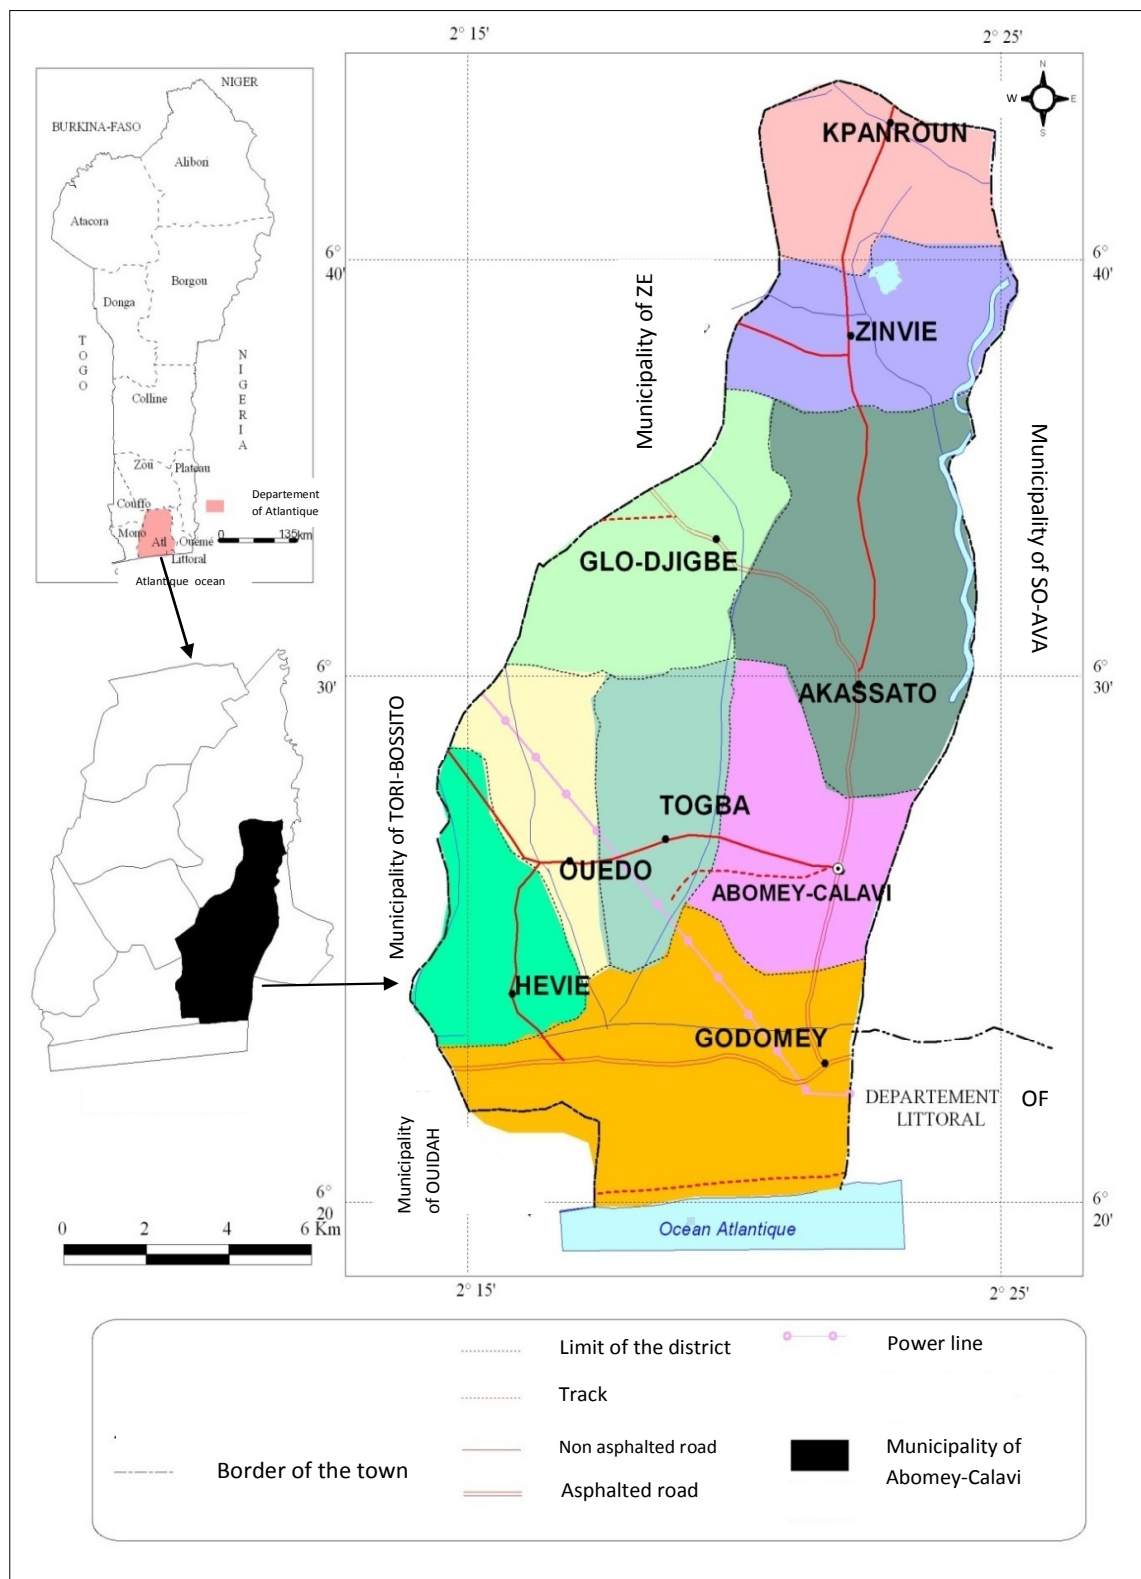 2° 15'
2° 25'
N
W
E
S
NIGER
BURKINA-FASO
Alibori
Atacora
Borgou
Donga
TOGO
NIGERIA
Colline
Zou
Plateau
Couffo
Mono
Atl
Ouémé
Littoral
Departement
of Atlantique
0 135km
Atlantique ocean
6°
40'
6°
30'
6°
20'
6°
40'
6°
30'
6°
20'
KPANROUN
ZINVIE
GLO-DJIGBE
AKASSATO
TOGBA
OUEDO
ABOMEY-CALAVI
HEVIE
GODOMEY
Municipality of ZE
Municipality of SO-AVA
Municipality of TORI-BOSSITO
Municipality
of OUIDAH
DEPARTEMENT OF
LITTORAL
Ocean Atlantique
0 2 4 6 Km
2° 15'
2° 25'
Limit of the district
Power line
Track
Non asphalted road
Municipality of
Abomey-Calavi
Border of the town
Asphalted road